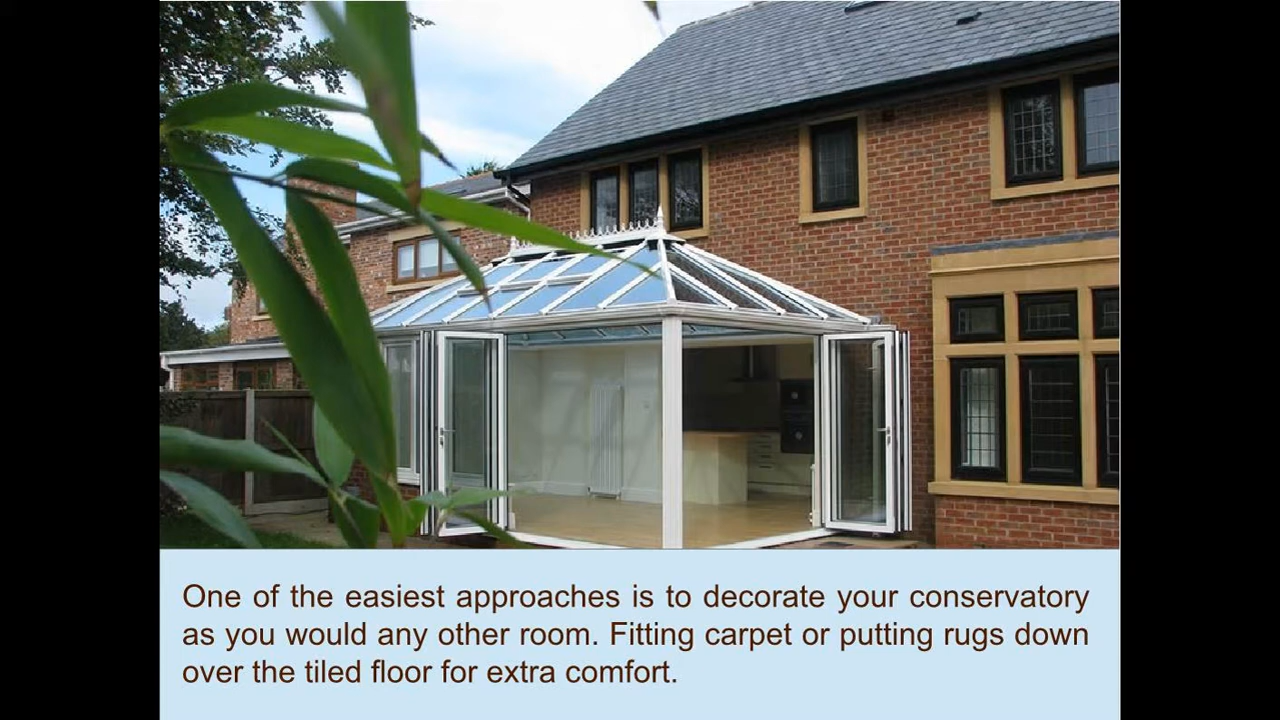 One of the easiest approaches is to decorate your conservatory
as you would any other room. Fitting carpet or putting rugs down
over the tiled floor for extra comfort.